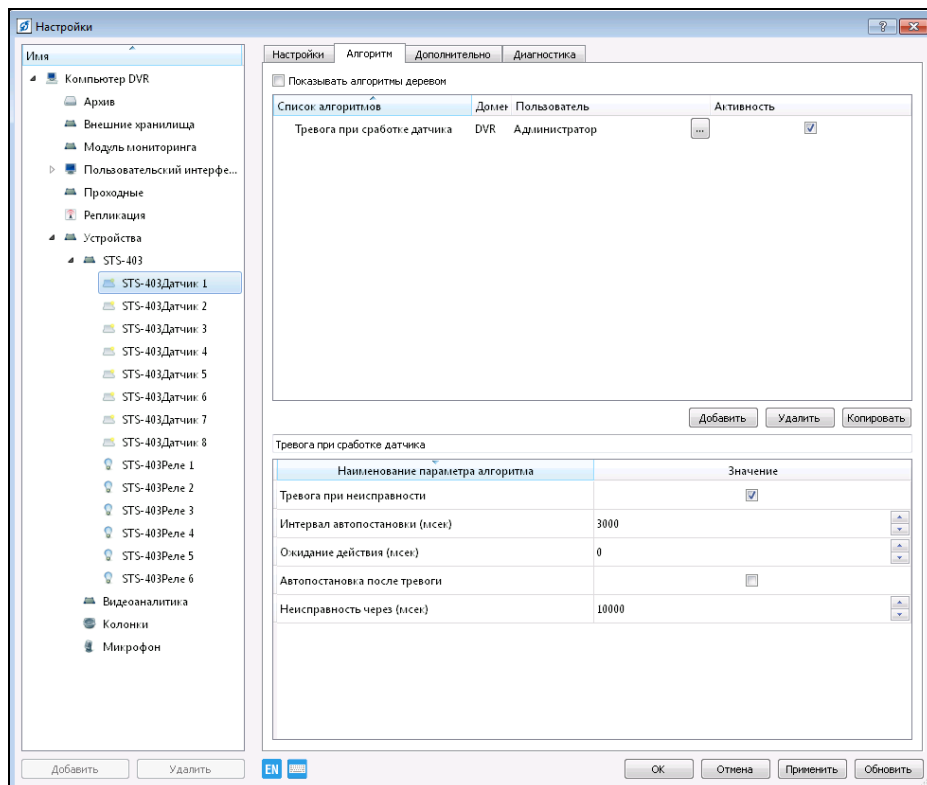 Настройки
Имя
Компьютер DVR
Архив
Внешние хранилища
Модуль мониторинга
Пользовательский интерфе...
Проходные
Репликация
Устройства
STS-403
STS-403Датчик 1
STS-403Датчик 2
STS-403Датчик 3
STS-403Датчик 4
STS-403Датчик 5
STS-403Датчик 6
STS-403Датчик 7
STS-403Датчик 8
STS-403Реле 1
STS-403Реле 2
STS-403Реле 3
STS-403Реле 4
STS-403Реле 5
STS-403Реле 6
Видеоаналитика
Колонки
Микрофон
Добавить Удалить
Настройки Алгоритм Дополнительно Диагностика
Показывать алгоритмы деревом
Список алгоритмов Домен Пользователь Активность
Тревога при сработке датчика DVR Администратор ...
Добавить Удалить Копировать
Тревога при сработке датчика
Наименование параметра алгоритма Значение
Тревога при неисправности
Интервал автопостановки (мсек) 3000
Ожидание действия (мсек) 0
Автопостановка после тревоги
Неисправность через (мсек) 10000
EN
OK Отмена Применить Обновить